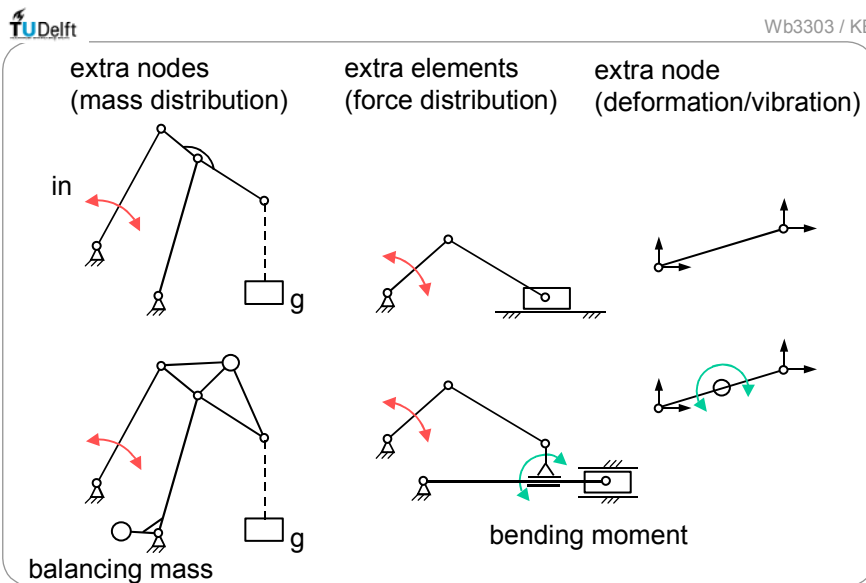 TUDelft
Wb3303 / KE
extra nodes
(mass distribution)
extra elements
(force distribution)
extra node
(deformation/vibration)
in
g
g
bending moment
balancing mass